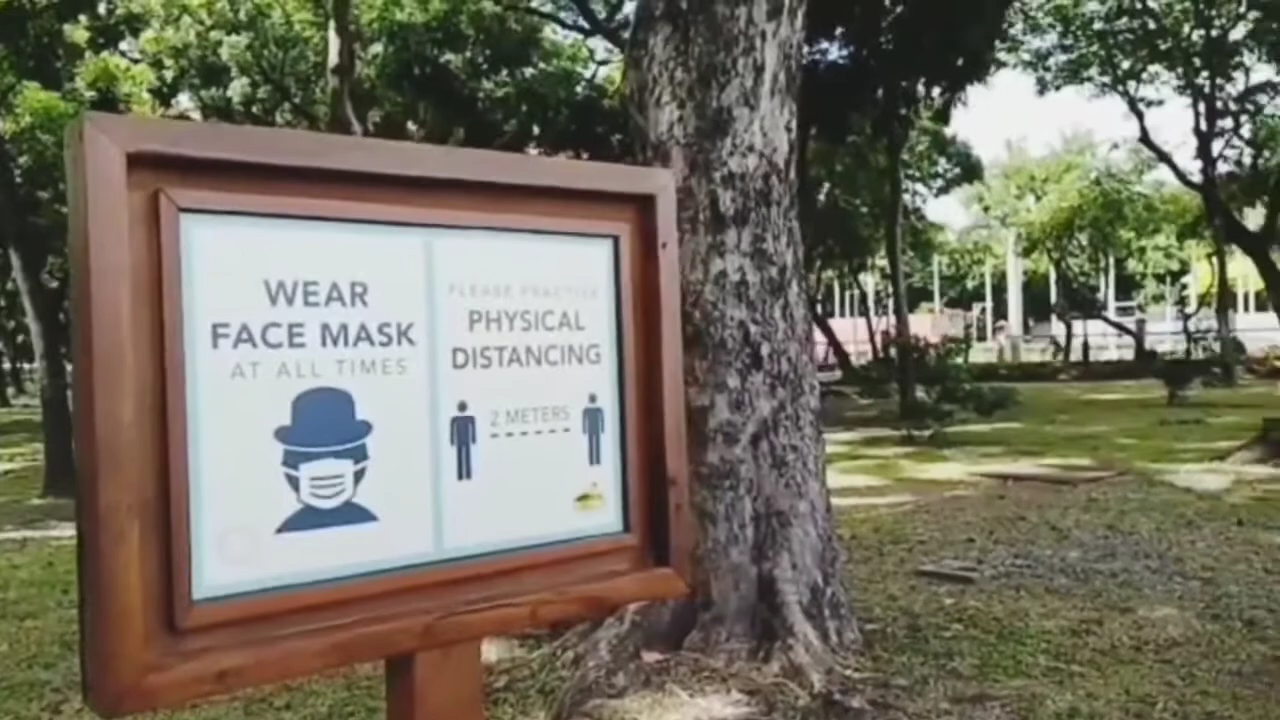 WEAR
FACE MASK
AT ALL TIMES
PLEASE PRACTICE
PHYSICAL
DISTANCING
2 METERS